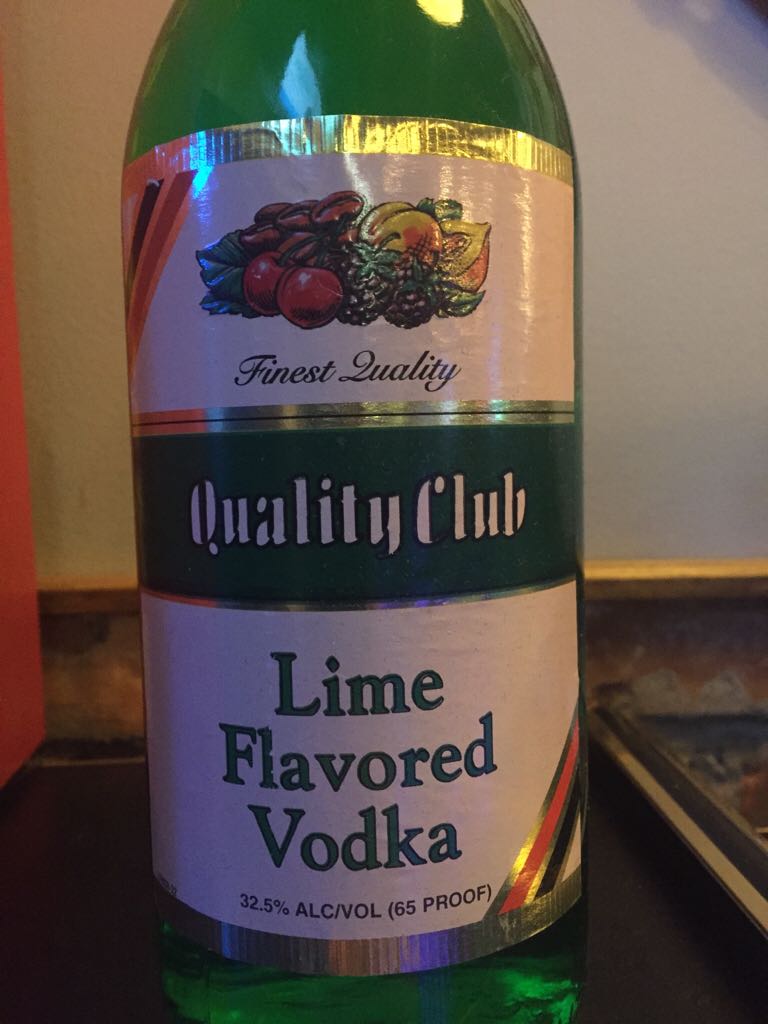 Finest Quality
Quality Club
Lime
Flavored
Vodka
32.5% ALC/VOL (65 PROOF)